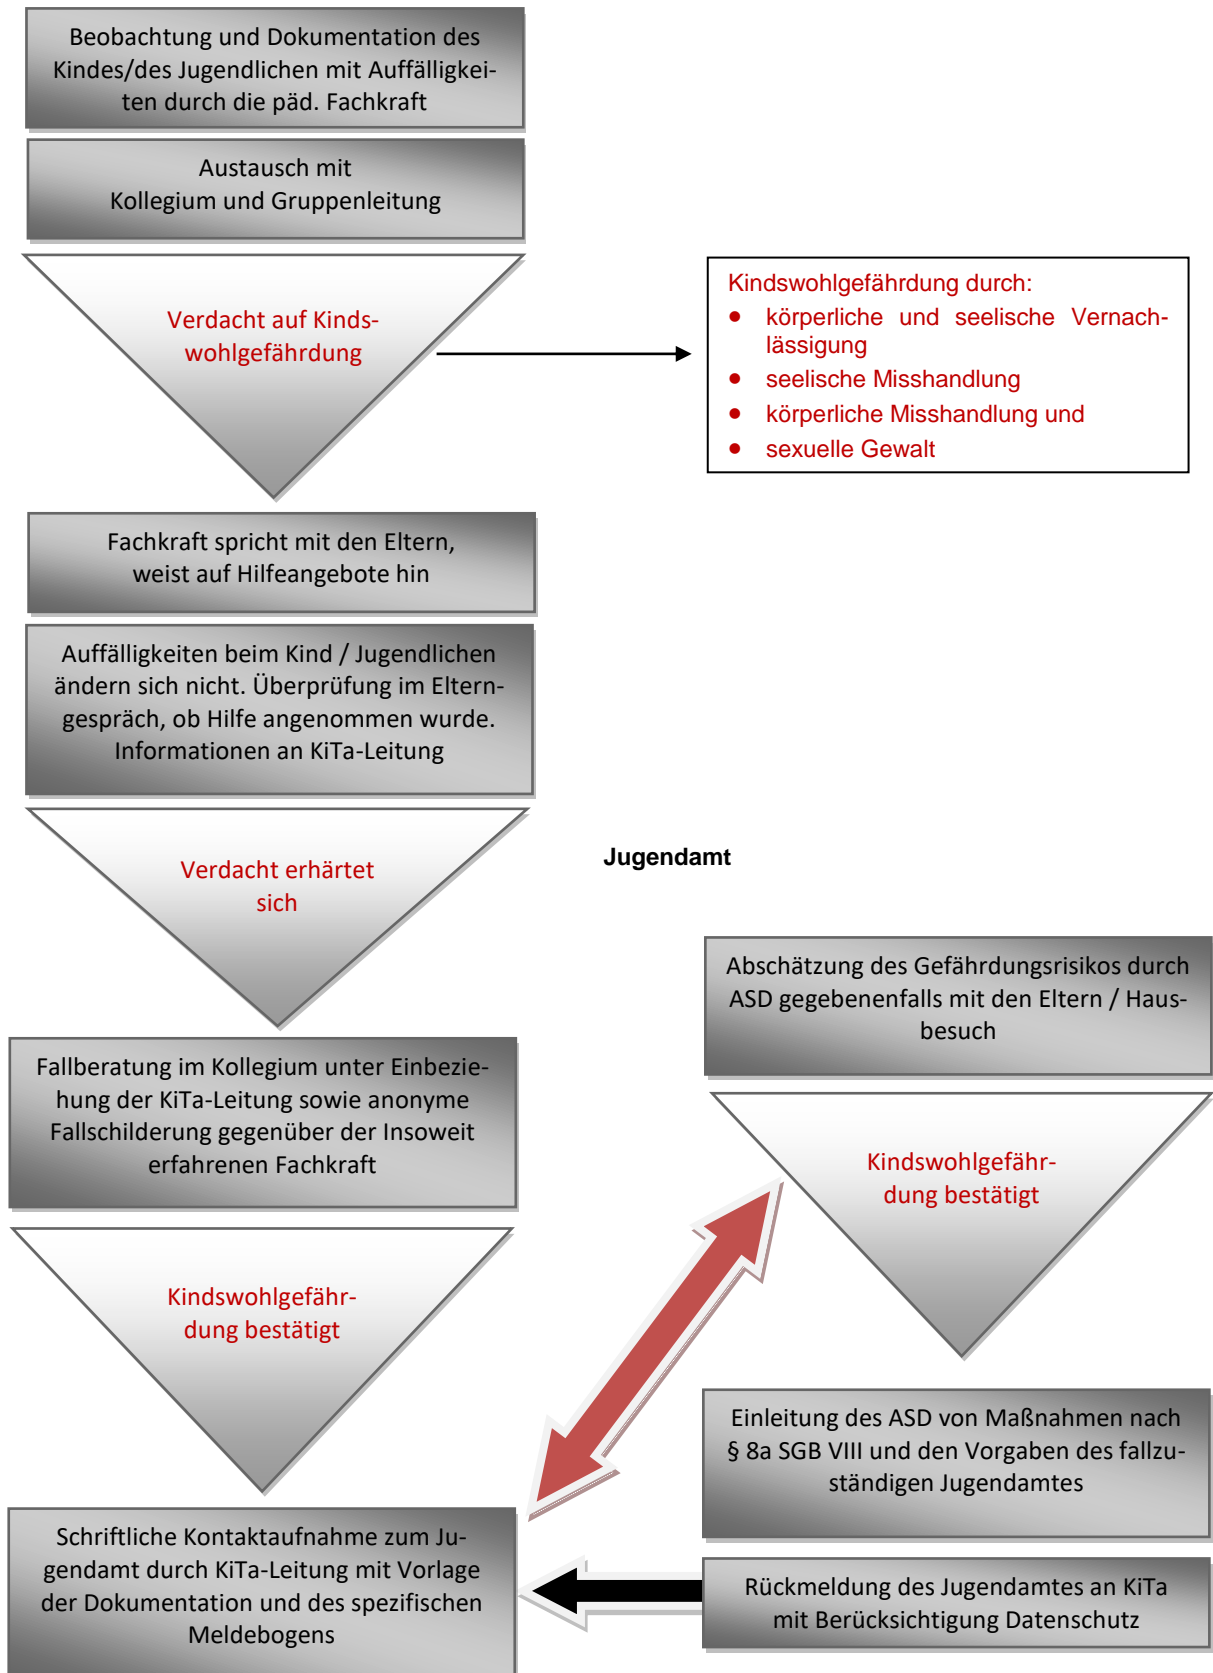 Beobachtung und Dokumentation des
Kindes/des Jugendlichen mit Auffälligkei-
ten durch die päd. Fachkraft
Austausch mit
Kollegium und Gruppenleitung
Verdacht auf Kinds-
wohlgefährdung
Kindswohlgefährdung durch:
• körperliche und seelische Vernach-
lässigung
• seelische Misshandlung
• körperliche Misshandlung und
• sexuelle Gewalt
Fachkraft spricht mit den Eltern,
weist auf Hilfeangebote hin
Auffälligkeiten beim Kind / Jugendlichen
ändern sich nicht. Überprüfung im Eltern-
gespräch, ob Hilfe angenommen wurde.
Informationen an KiTa-Leitung
Verdacht erhärtet
sich
Fallberatung im Kollegium unter Einbezie-
hung der KiTa-Leitung sowie anonyme
Fallschilderung gegenüber der Insoweit
erfahrenen Fachkraft
Kindswohlgefähr-
dung bestätigt
Schriftliche Kontaktaufnahme zum Ju-
gendamt durch KiTa-Leitung mit Vorlage
der Dokumentation und des spezifischen
Meldebogens
Jugendamt
Abschätzung des Gefährdungsrisikos durch
ASD gegebenenfalls mit den Eltern / Haus-
besuch
Kindswohlgefähr-
dung bestätigt
Einleitung des ASD von Maßnahmen nach
§ 8a SGB VIII und den Vorgaben des fallzu-
ständigen Jugendamtes
Rückmeldung des Jugendamtes an KiTa
mit Berücksichtigung Datenschutz